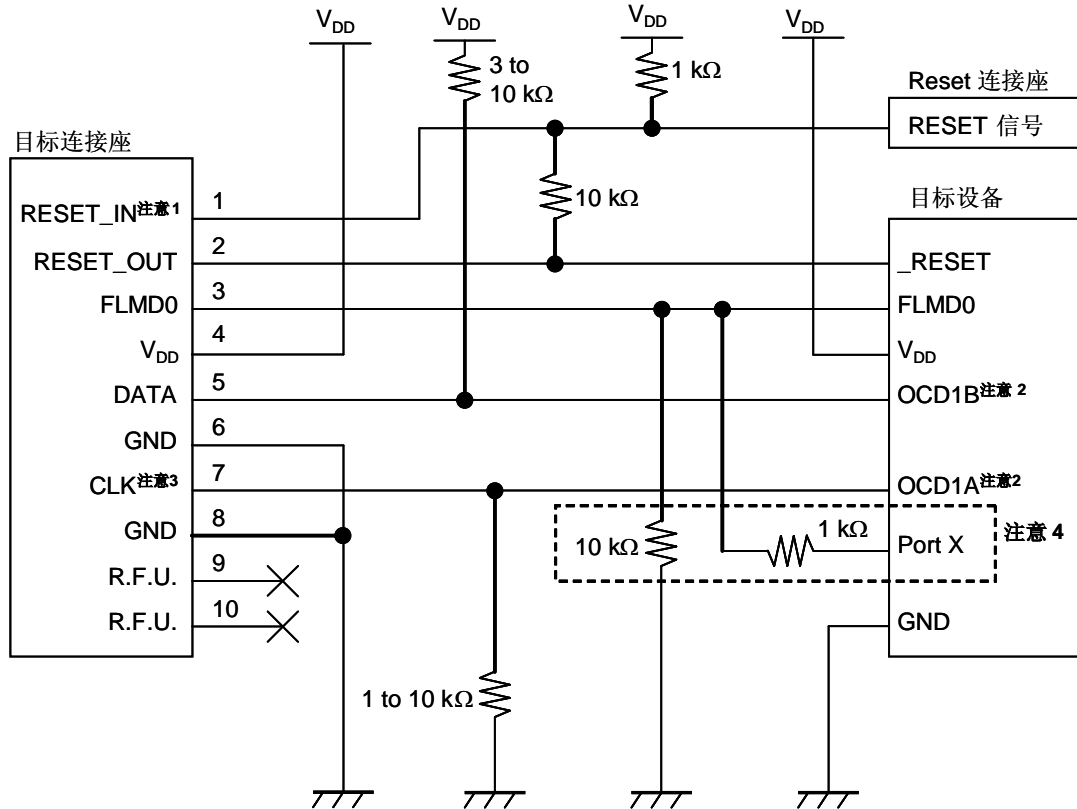 VDD
VDD
VDD
VDD
3 to
10 kΩ
1 kΩ
Reset 连接座
RESET 信号
目标连接座
10 kΩ
目标设备
RESET_IN注意1
1
RESET_OUT
2
_RESET
FLMD0
3
FLMD0
VDD
4
VDD
DATA
5
OCD1B注意 2
GND
6
CLK注意3
7
OCD1A注意2
GND
8
10 kΩ
1 kΩ
Port X
注意 4
R.F.U.
9
R.F.U.
10
GND
1 to 10 kΩ